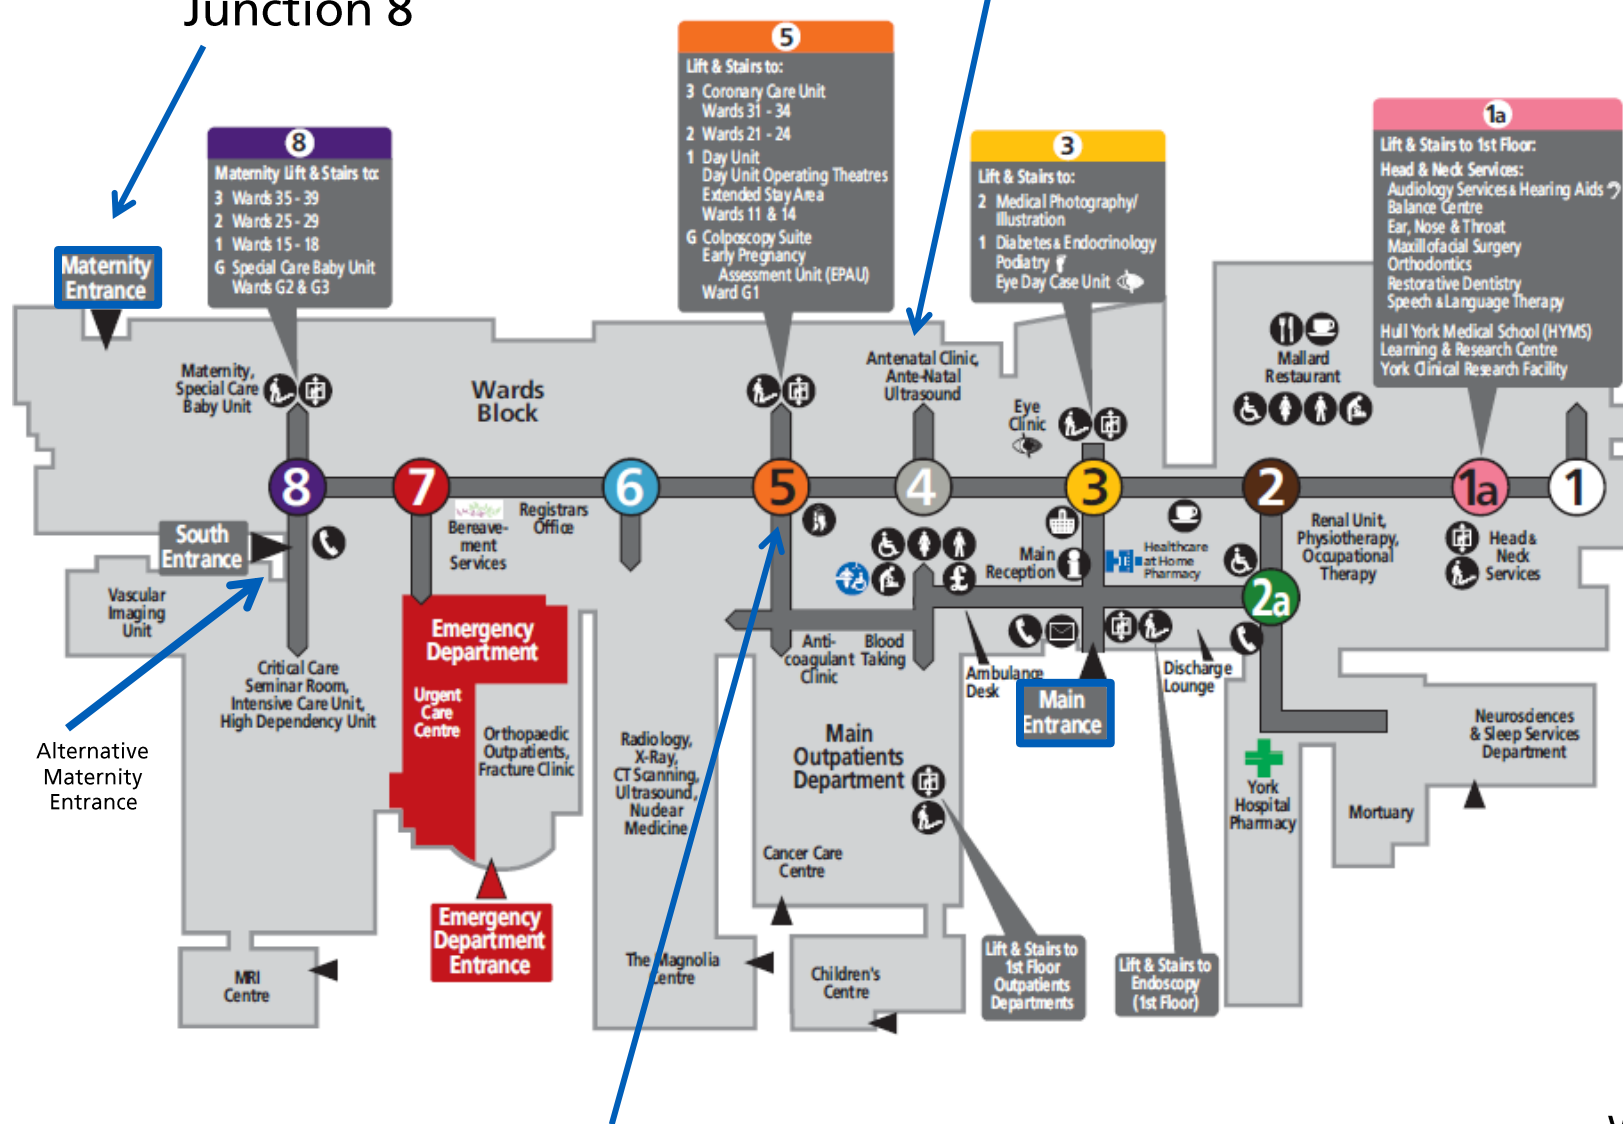 Junction 8
5
Lift & Stairs to:
3 Coronary Care Unit
Wards 31 - 34
2 Wards 21 - 24
1 Day Unit
Day Unit Operating Theatres
Extended Stay Area
Wards 11 & 14
G Colposcopy Suite
Early Pregnancy
Assessment Unit (EPAU)
Ward G1
1a
Lift & Stairs to 1st Floor:
Head & Neck Services:
Audiology Services & Hearing Aids
Balance Centre
Ear, Nose & Throat
Maxillofacial Surgery
Orthodontics
Restorative Dentistry
Speech & Language Therapy
Hull York Medical School (HYMS)
Learning & Research Centre
York Clinical Research Facility
8
Maternity Lift & Stairs to:
3 Wards 35 - 39
2 Wards 25 - 29
1 Wards 15 - 18
G Special Care Baby Unit
Wards G2 & G3
3
Lift & Stairs to:
2 Medical Photography/
Illustration
1 Diabetes & Endocrinology
Podiatry
Eye Day Case Unit
Maternity
Entrance
Maternity,
Special Care
Baby Unit
Wards
Block
Antenatal Clinic,
Ante-Natal
Ultrasound
Eye
Clinic
Mallard
Restaurant
8
7
6
5
4
3
2
1a
1
South
Entrance
Bereave-
ment
Services
Registrars
Office
Main
Reception
i
Healthcare
at Home
Pharmacy
Renal Unit,
Physiotherapy,
Occupational
Therapy
Head &
Neck
Services
£
2a
Vascular
Imaging
Unit
Emergency
Department
Urgent
Care
Centre
Anti-
coagulant
Clinic
Blood
Taking
Ambulance
Desk
Main
Entrance
Discharge
Lounge
Critical Care
Seminar Room,
Intensive Care Unit,
High Dependency Unit
Alternative
Maternity
Entrance
Orthopaedic
Outpatients,
Fracture Clinic
Radiology,
X-Ray,
CT Scanning,
Ultrasound,
Nuclear
Medicine
Main
Outpatients
Department
Neurosciences
& Sleep Services
Department
York
Hospital
Pharmacy
Mortuary
Cancer Care
Centre
Emergency
Department
Entrance
MRI
Centre
The Magnolia
Centre
Children's
Centre
Lift & Stairs to
1st Floor
Outpatients
Departments
Lift & Stairs to
Endoscopy
(1st Floor)